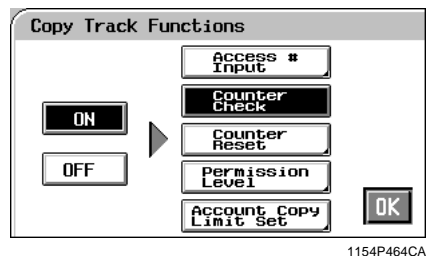 Copy Track Functions
ON
OFF
Access #
Input
Counter
Check
Counter
Reset
Permission
Level
Account Copy
Limit Set
OK
1154P464CA